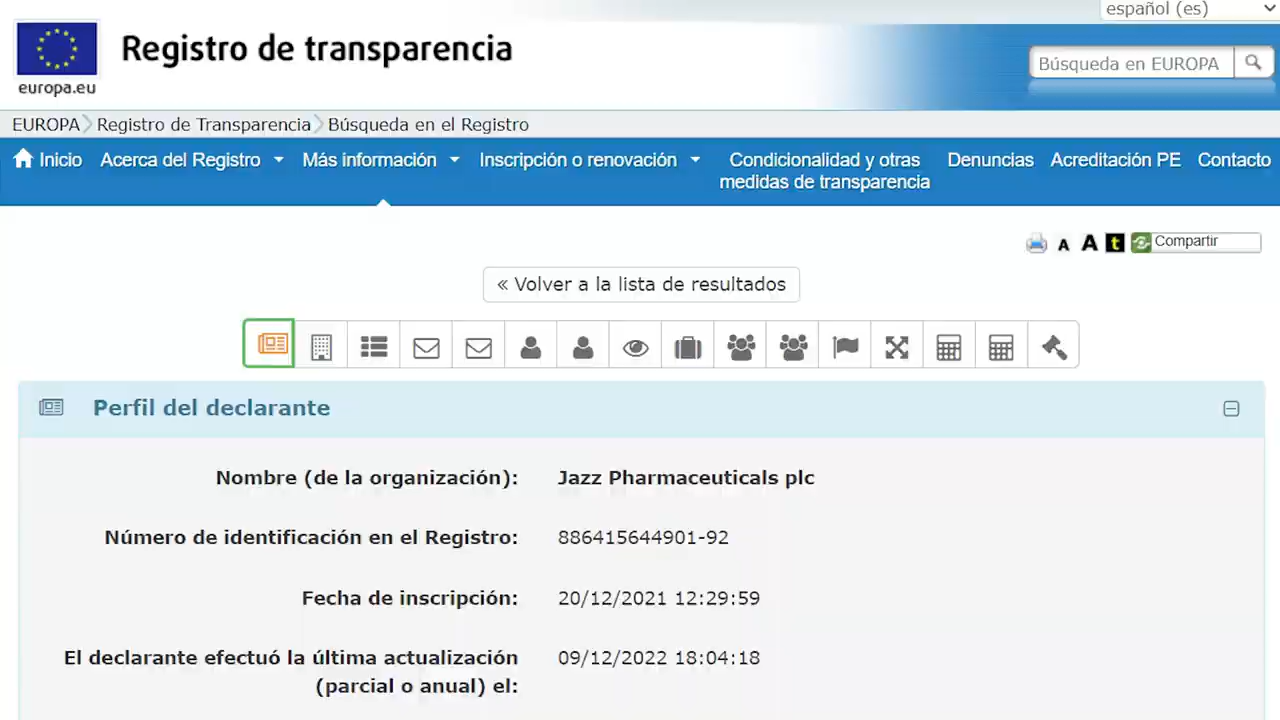 español (es)
Registro de transparencia
europa.eu
Búsqueda en EUROPA
EUROPA Registro de Transparencia Búsqueda en el Registro
Inicio Acerca del Registro Más información Inscripción o renovación Condicionalidad y otras medidas de transparencia Denuncias Acreditación PE Contacto
A A t Compartir
« Volver a la lista de resultados
Perfil del declarante
Nombre (de la organización): Jazz Pharmaceuticals plc
Número de identificación en el Registro: 886415644901-92
Fecha de inscripción: 20/12/2021 12:29:59
El declarante efectuó la última actualización 09/12/2022 18:04:18
(parcial o anual) el: